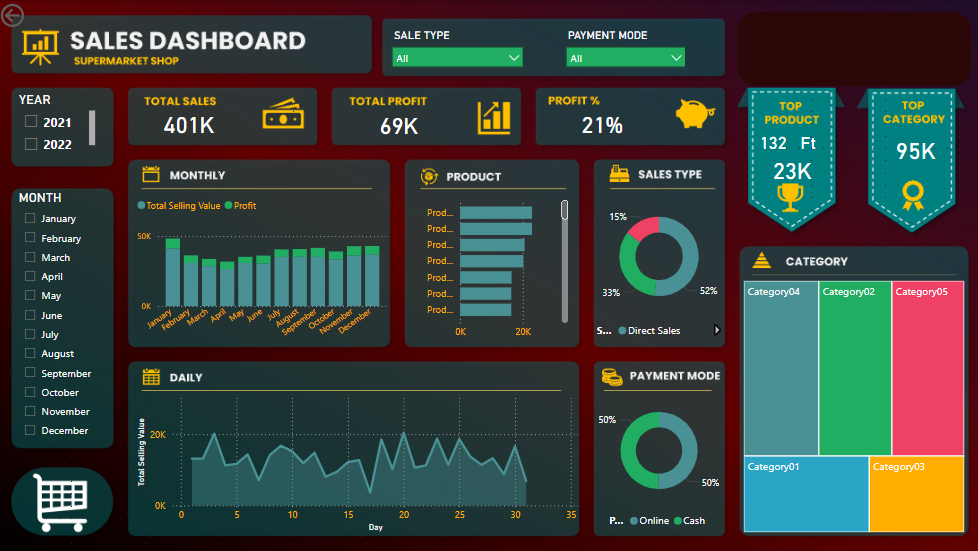 SALES DASHBOARD
SUPERMARKET SHOP
SALE TYPE
All
PAYMENT MODE
All
YEAR
2021
2022
TOTAL SALES
401K
TOTAL PROFIT
69K
PROFIT %
21%
TOP
PRODUCT
132 Ft
23K
TOP
CATEGORY
95K
MONTH
January
February
March
April
May
June
July
August
September
October
November
December
MONTHLY
Total Selling Value Profit
50K
0K
January February March April May June July August September October November December
PRODUCT
Prod...
Prod...
Prod...
Prod...
Prod...
Prod...
Prod...
0K 20K
SALES TYPE
15%
33%
52%
S... Direct Sales
CATEGORY
Category04 Category02 Category05
Category01 Category03
DAILY
Total Selling Value
20K
0K
0 5 10 15 20 25 30 35
Day
PAYMENT MODE
50%
50%
P... Online Cash